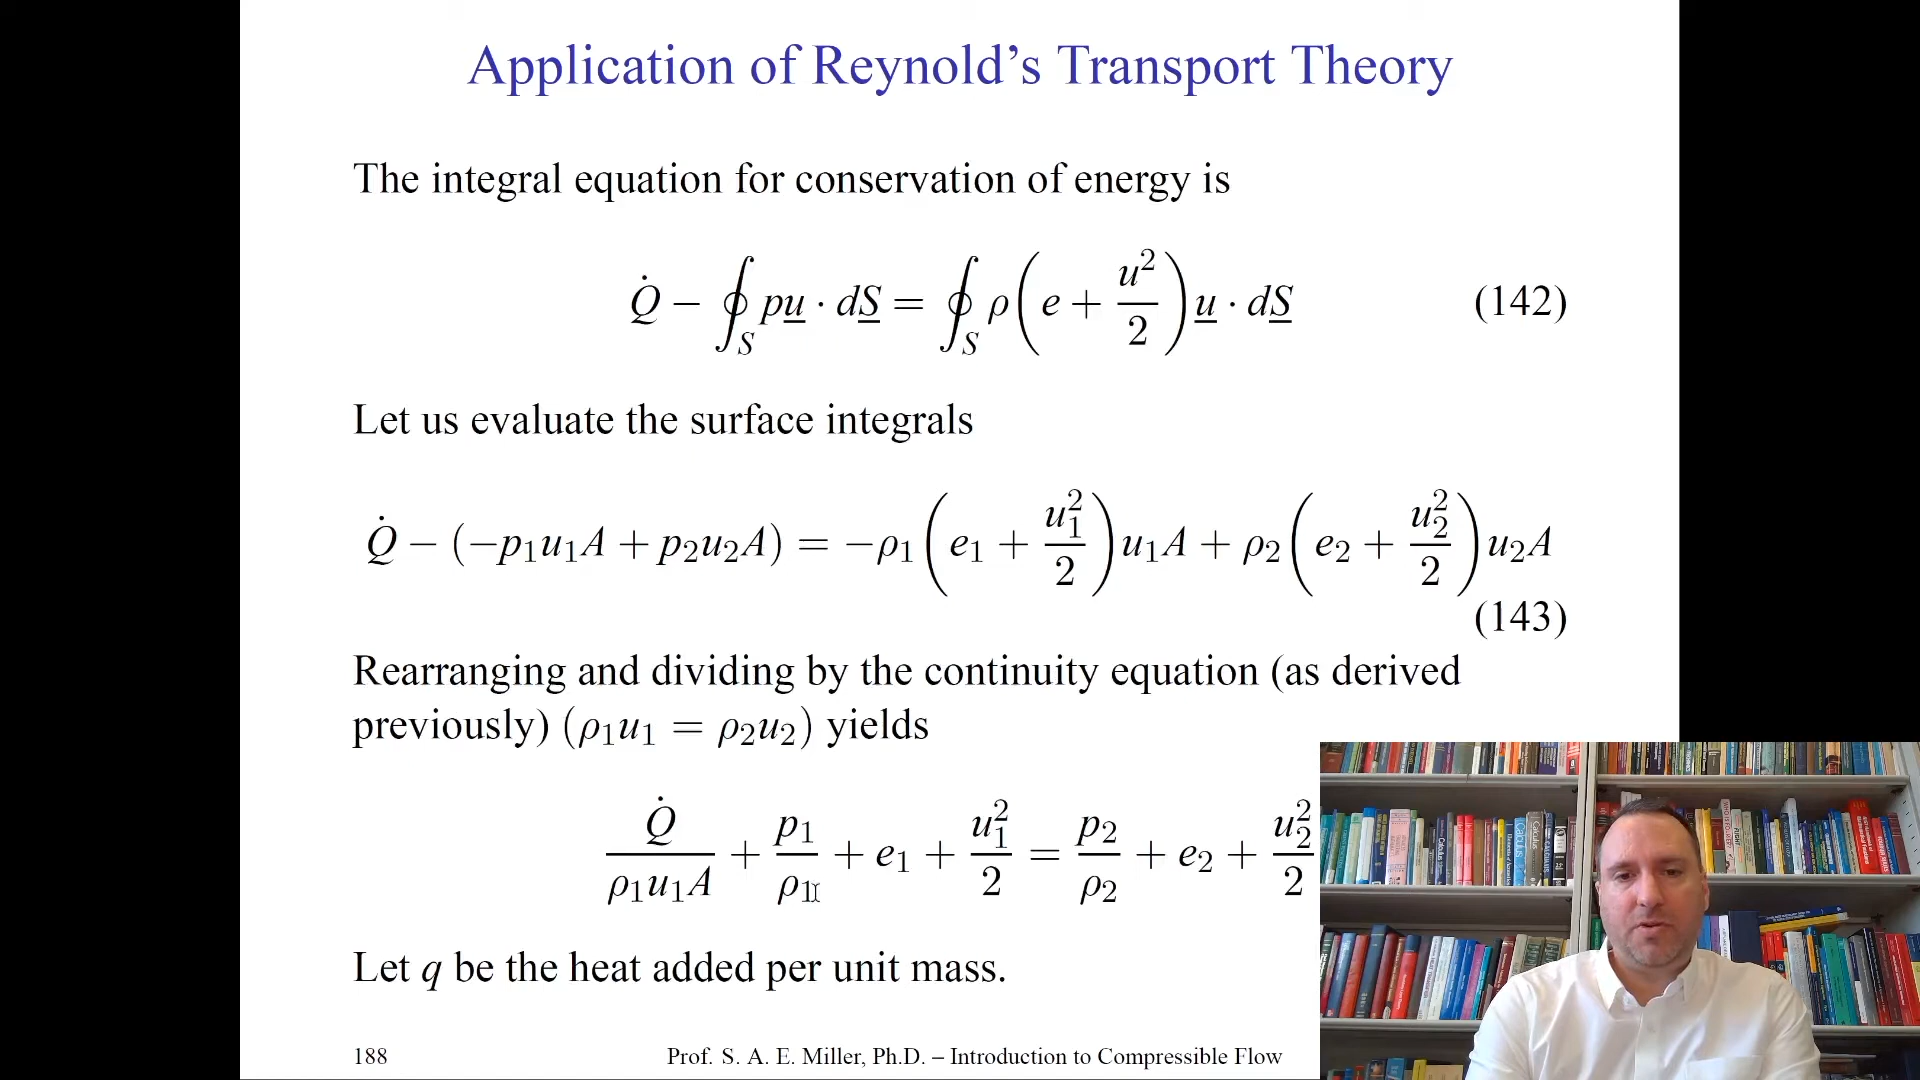 Application of Reynold’s Transport Theory
The integral equation for conservation of energy is
Q̇ − ∮_S pu̲ · dS̲ = ∮_S ρ(e + u²/2)u̲ · dS̲ (142)
Let us evaluate the surface integrals
Q̇ − (−p₁u₁A + p₂u₂A) = −ρ₁(e₁ + u₁²/2)u₁A + ρ₂(e₂ + u₂²/2)u₂A
(143)
Rearranging and dividing by the continuity equation (as derived
previously) (ρ₁u₁ = ρ₂u₂) yields
Q̇/(ρ₁u₁A) + p₁/ρ₁ + e₁ + u₁²/2 = p₂/ρ₂ + e₂ + u₂²/2
Let q be the heat added per unit mass.
188 Prof. S. A. E. Miller, Ph.D. – Introduction to Compressible Flow